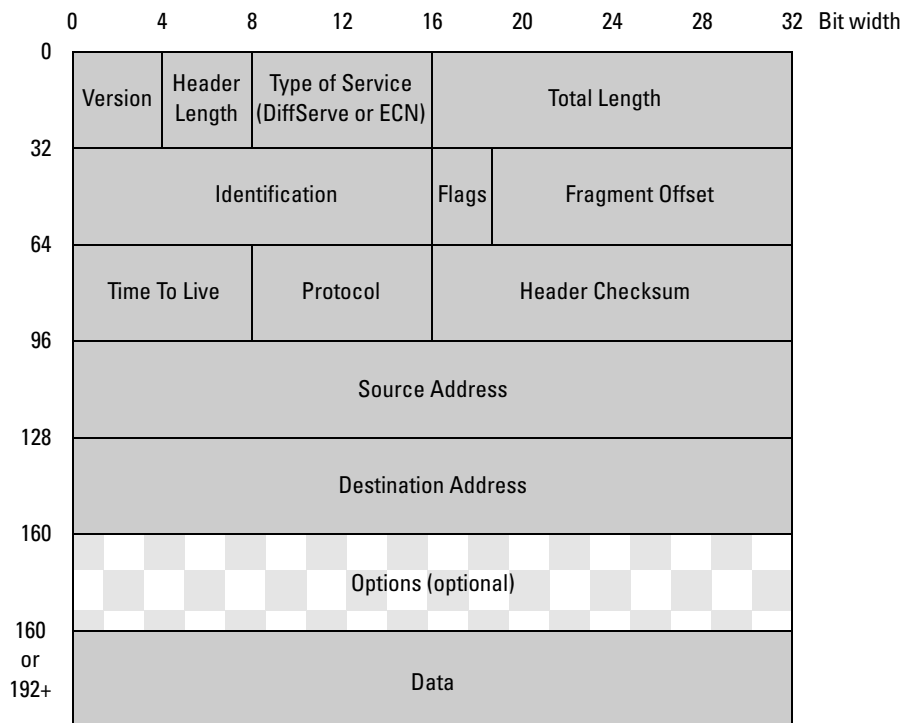 0 4 8 12 16 20 24 28 32 Bit width
0
Version
Header
Length
Type of Service
(DiffServe or ECN)
Total Length
32
Identification
Flags
Fragment Offset
64
Time To Live
Protocol
Header Checksum
96
Source Address
128
Destination Address
160
Options (optional)
160
or
192+
Data